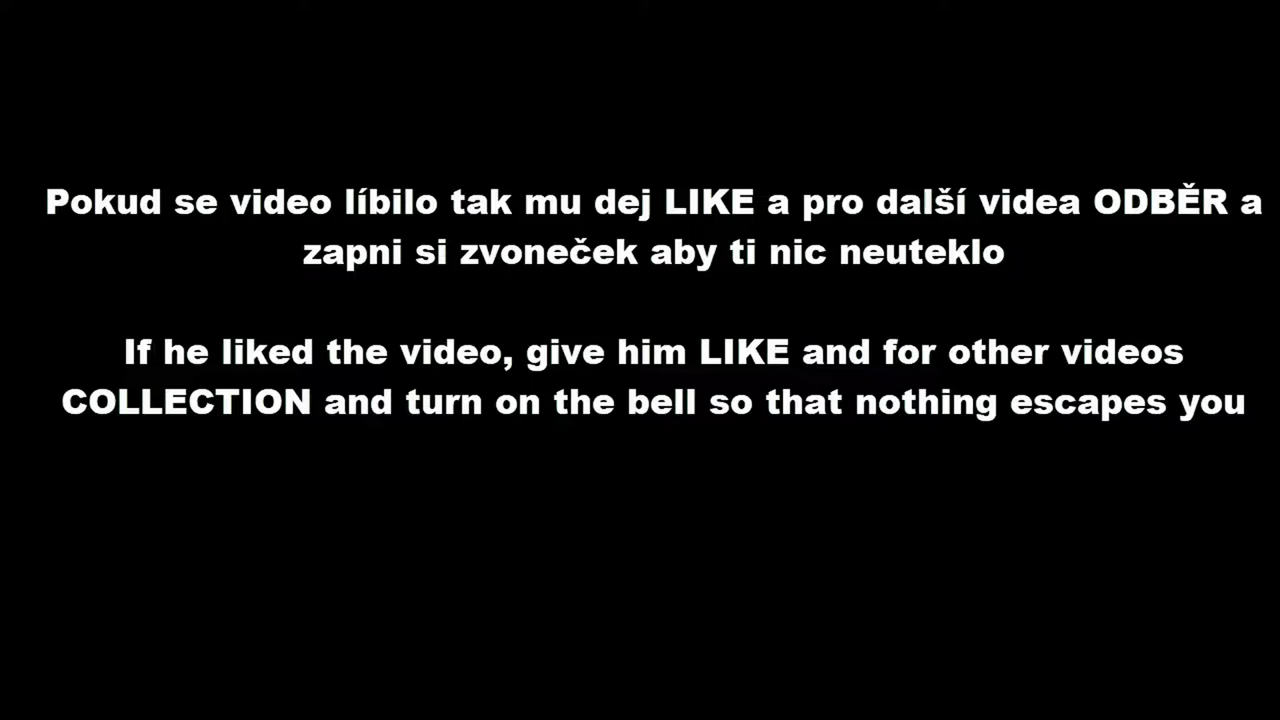 Pokud se video líbilo tak mu dej LIKE a pro další videa ODBĚR a
zapni si zvoneček aby ti nic neuteklo
If he liked the video, give him LIKE and for other videos
COLLECTION and turn on the bell so that nothing escapes you